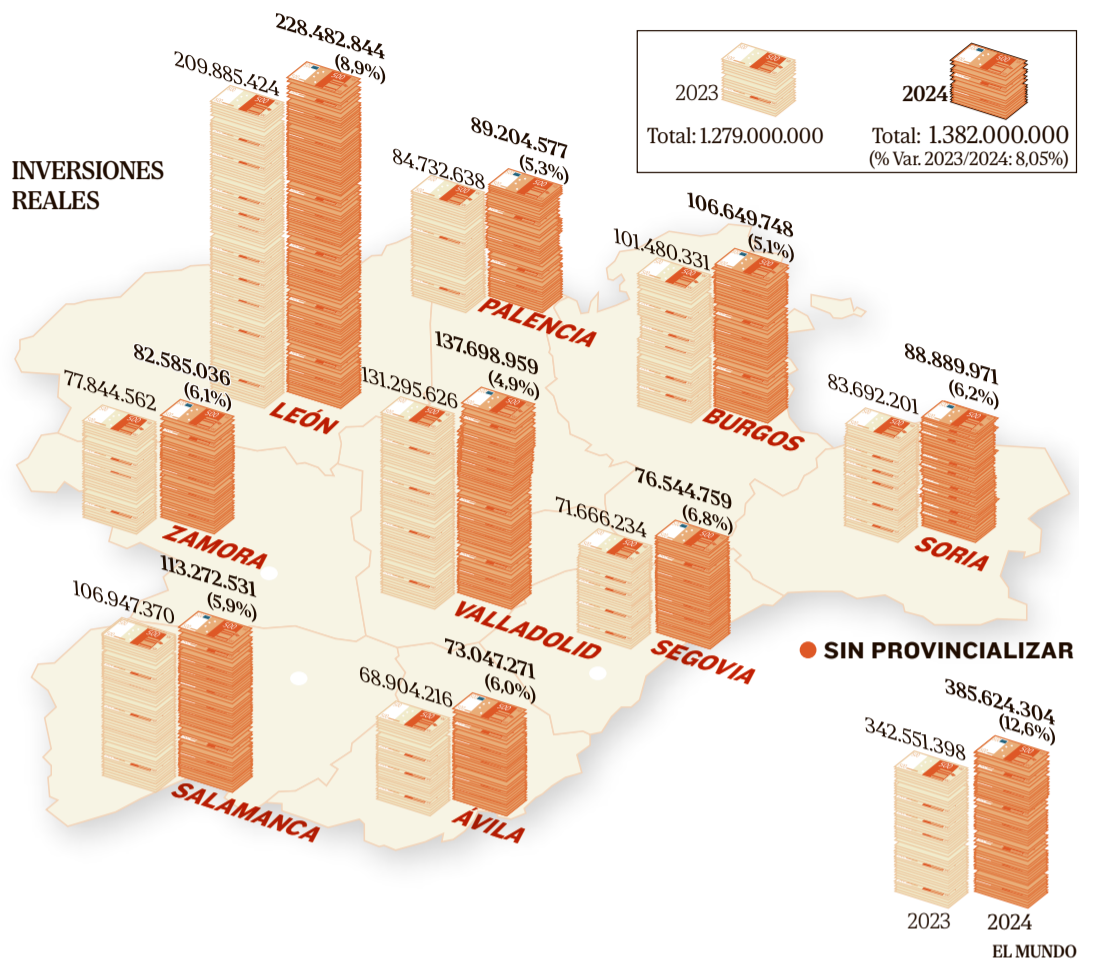 INVERSIONES
REALES
2023
Total: 1.279.000.000
2024
Total: 1.382.000.000
(% Var. 2023/2024: 8,05%)
209.885.424
228.482.844
(8,9%)
LEÓN
84.732.638
89.204.577
(5,3%)
PALENCIA
101.480.331
106.649.748
(5,1%)
BURGOS
77.844.562
82.585.036
(6,1%)
ZAMORA
131.295.626
137.698.959
(4,9%)
VALLADOLID
83.692.201
88.889.971
(6,2%)
SORIA
71.666.234
76.544.759
(6,8%)
SEGOVIA
106.947.370
113.272.531
(5,9%)
SALAMANCA
68.904.216
73.047.271
(6,0%)
ÁVILA
SIN PROVINCIALIZAR
342.551.398
385.624.304
(12,6%)
2023
2024
EL MUNDO